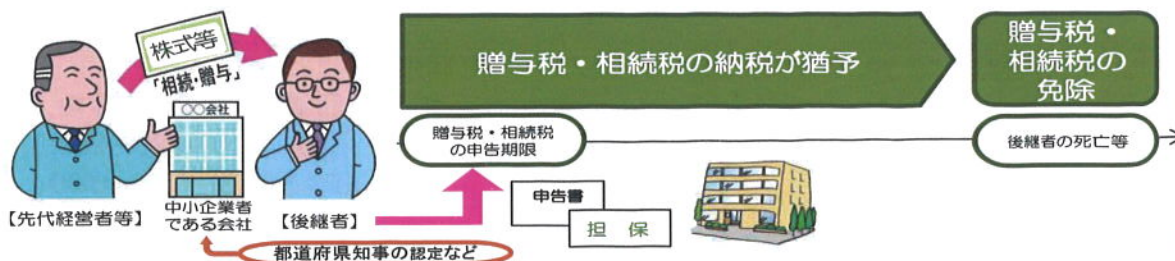 株式等
「相続・贈与」
〇〇会社
【先代経営者等】
中小企業者
である会社
【後継者】
都道府県知事の認定など
贈与税・相続税の納税が猶予
贈与税・
相続税の
免除
贈与税・相続税
の申告期限
後継者の死亡等
申告書
担 保